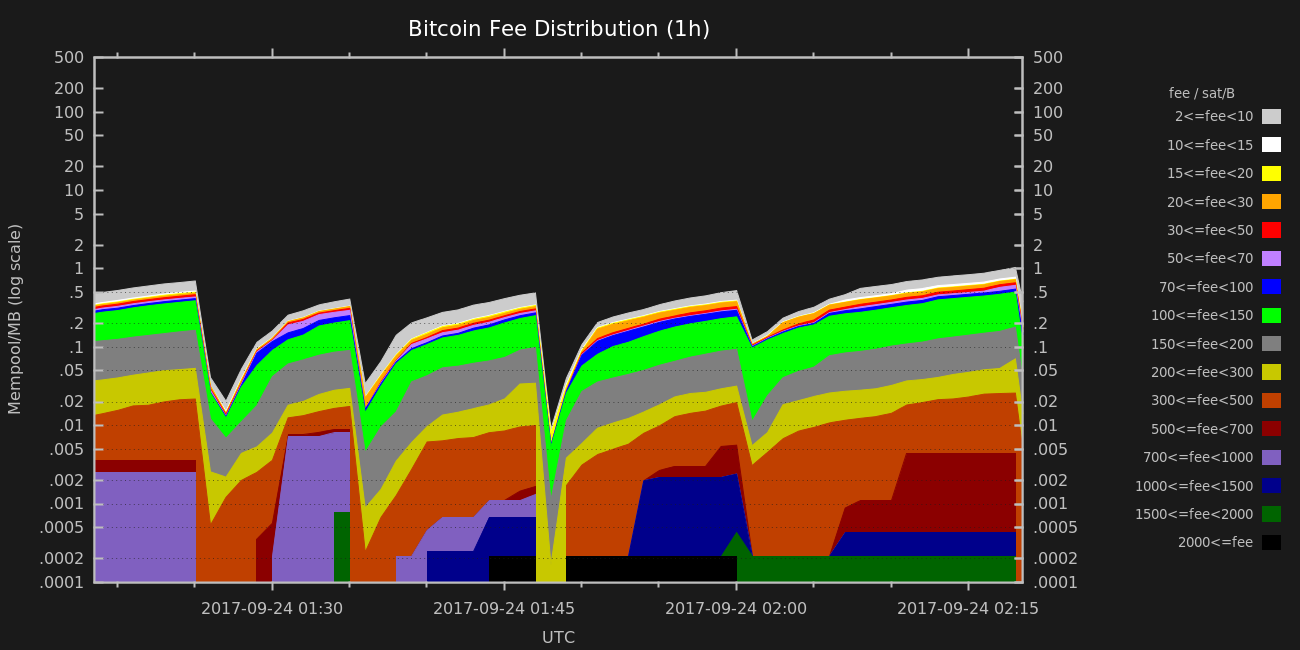 Bitcoin Fee Distribution (1h)
500
200
100
50
20
10
5
2
1
.5
.2
.1
.05
.02
.01
.005
.002
.001
.0005
.0002
.0001
Mempool/MB (log scale)
500
200
100
50
20
10
5
2
1
.5
.2
.1
.05
.02
.01
.005
.002
.001
.0005
.0002
.0001
2017-09-24 01:30 2017-09-24 01:45 2017-09-24 02:00 2017-09-24 02:15
UTC
fee / sat/B
2<=fee<10
10<=fee<15
15<=fee<20
20<=fee<30
30<=fee<50
50<=fee<70
70<=fee<100
100<=fee<150
150<=fee<200
200<=fee<300
300<=fee<500
500<=fee<700
700<=fee<1000
1000<=fee<1500
1500<=fee<2000
2000<=fee